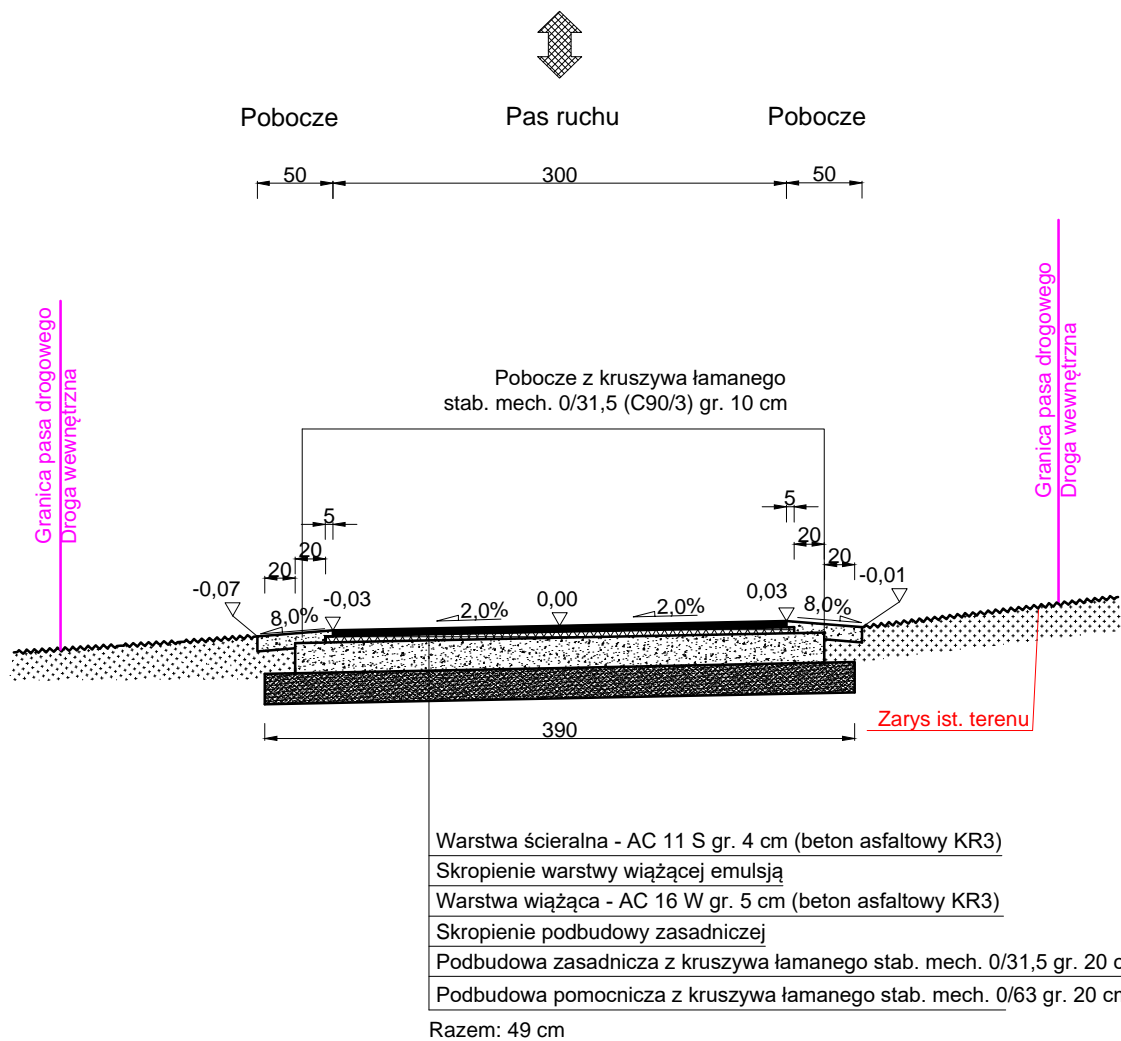 Pobocze Pas ruchu Pobocze
50 300 50
Granica pasa drogowego
Droga wewnętrzna
Granica pasa drogowego
Droga wewnętrzna
Pobocze z kruszywa łamanego
stab. mech. 0/31,5 (C90/3) gr. 10 cm
5 5
20 20
20 20
-0,07 -0,03 0,00 0,03 -0,01
8,0% 2,0% 2,0% 8,0%
Zarys ist. terenu
390
Warstwa ścieralna - AC 11 S gr. 4 cm (beton asfaltowy KR3)
Skropienie warstwy wiążącej emulsją
Warstwa wiążąca - AC 16 W gr. 5 cm (beton asfaltowy KR3)
Skropienie podbudowy zasadniczej
Podbudowa zasadnicza z kruszywa łamanego stab. mech. 0/31,5 gr. 20 c
Podbudowa pomocnicza z kruszywa łamanego stab. mech. 0/63 gr. 20 cm
Razem: 49 cm